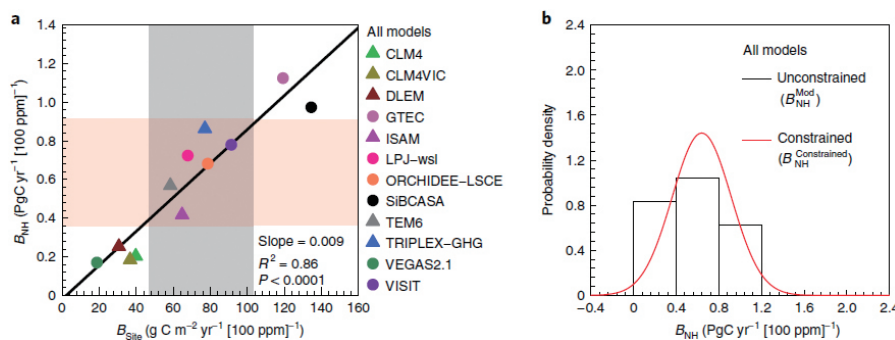 a
All models
1.4
1.2
1.0
0.8
0.6
0.4
0.2
0
B_NH (PgC yr⁻¹ [100 ppm]⁻¹)
0 20 40 60 80 100 120 140 160
B_Site (g C m⁻² yr⁻¹ [100 ppm]⁻¹)
Slope = 0.009
R² = 0.86
P < 0.0001
CLM4
CLM4VIC
DLEM
GTEC
ISAM
LPJ-wsl
ORCHIDEE-LSCE
SiBCASA
TEM6
TRIPLEX-GHG
VEGAS2.1
VISIT
b
2.4
2.0
1.6
1.2
0.8
0.4
0
Probability density
All models
Unconstrained
(B_NH^Mod)
Constrained
(B_NH^Constrained)
−0.4 0 0.4 0.8 1.2 1.6 2.0 2.4
B_NH (PgC yr⁻¹ [100 ppm]⁻¹)